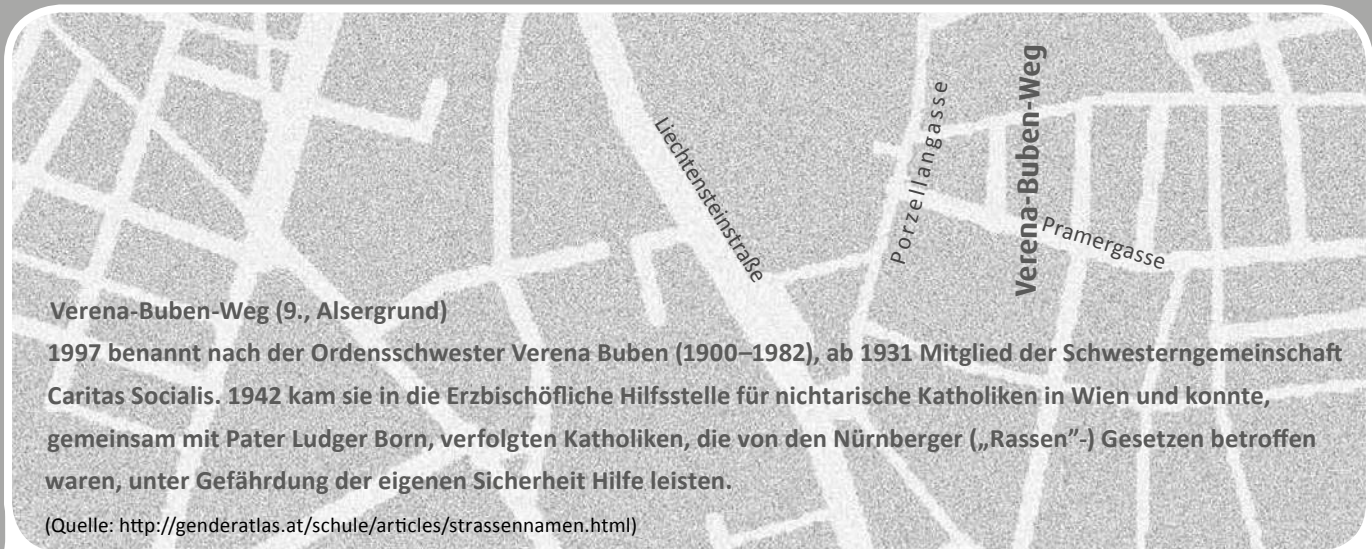 Liechtensteinstraße
Porzellangasse
Verena-Buben-Weg
Pramergasse
Verena-Buben-Weg (9., Alsergrund)
1997 benannt nach der Ordensschwester Verena Buben (1900–1982), ab 1931 Mitglied der Schwesterngemeinschaft
Caritas Socialis. 1942 kam sie in die Erzbischöfliche Hilfsstelle für nichtarische Katholiken in Wien und konnte,
gemeinsam mit Pater Ludger Born, verfolgten Katholiken, die von den Nürnberger („Rassen”-) Gesetzen betroffen
waren, unter Gefährdung der eigenen Sicherheit Hilfe leisten.
(Quelle: http://genderatlas.at/schule/articles/strassennamen.html)